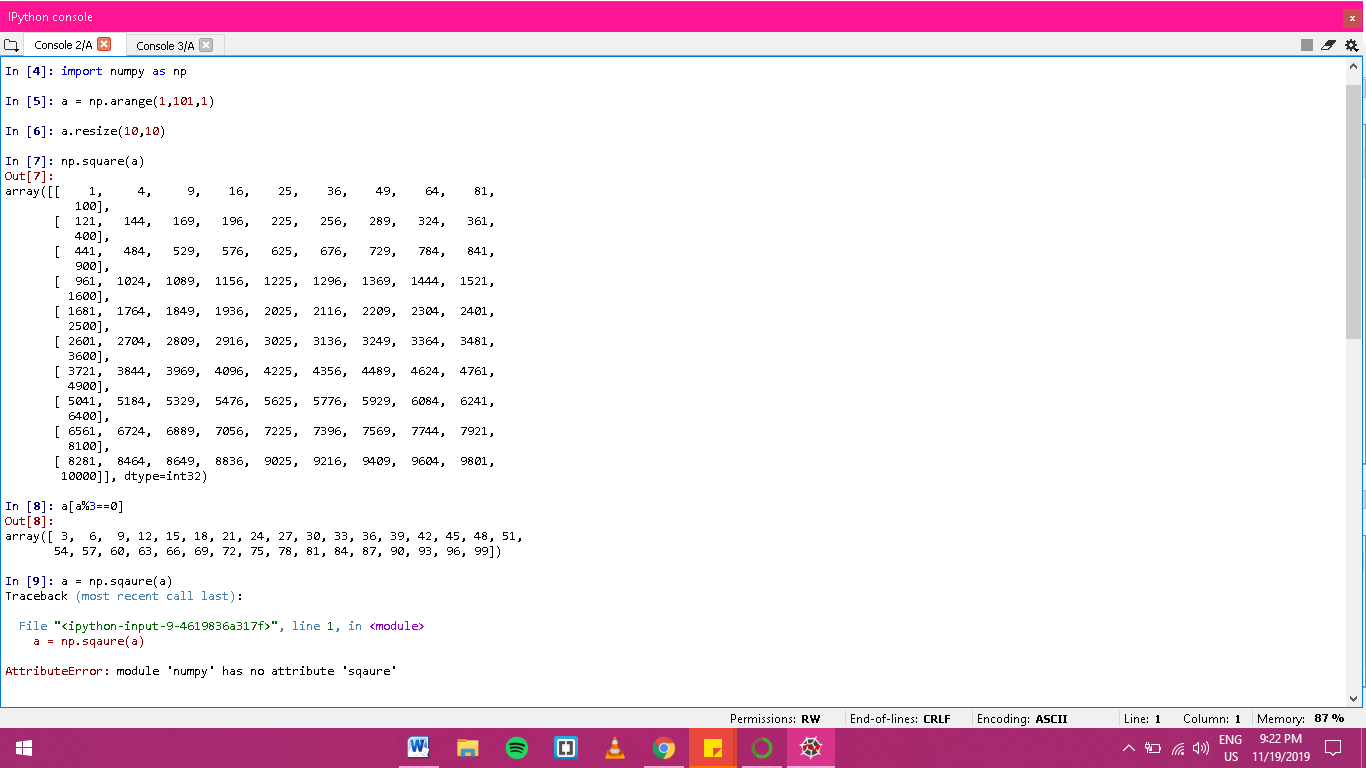 IPython console
Console 2/A Console 3/A
In [4]: import numpy as np
In [5]: a = np.arange(1,101,1)
In [6]: a.resize(10,10)
In [7]: np.square(a)
Out[7]:
array([[ 1, 4, 9, 16, 25, 36, 49, 64, 81,
100],
[ 121, 144, 169, 196, 225, 256, 289, 324, 361,
400],
[ 441, 484, 529, 576, 625, 676, 729, 784, 841,
900],
[ 961, 1024, 1089, 1156, 1225, 1296, 1369, 1444, 1521,
1600],
[ 1681, 1764, 1849, 1936, 2025, 2116, 2209, 2304, 2401,
2500],
[ 2601, 2704, 2809, 2916, 3025, 3136, 3249, 3364, 3481,
3600],
[ 3721, 3844, 3969, 4096, 4225, 4356, 4489, 4624, 4761,
4900],
[ 5041, 5184, 5329, 5476, 5625, 5776, 5929, 6084, 6241,
6400],
[ 6561, 6724, 6889, 7056, 7225, 7396, 7569, 7744, 7921,
8100],
[ 8281, 8464, 8649, 8836, 9025, 9216, 9409, 9604, 9801,
10000]], dtype=int32)
In [8]: a[a%3==0]
Out[8]:
array([ 3, 6, 9, 12, 15, 18, 21, 24, 27, 30, 33, 36, 39, 42, 45, 48, 51,
54, 57, 60, 63, 66, 69, 72, 75, 78, 81, 84, 87, 90, 93, 96, 99])
In [9]: a = np.sqaure(a)
Traceback (most recent call last):
File "<ipython-input-9-4619836a317f>", line 1, in <module>
a = np.sqaure(a)
AttributeError: module 'numpy' has no attribute 'sqaure'
Permissions: RW End-of-lines: CRLF Encoding: ASCII Line: 1 Column: 1 Memory: 87 %
ENG 9:22 PM
US 11/19/2019